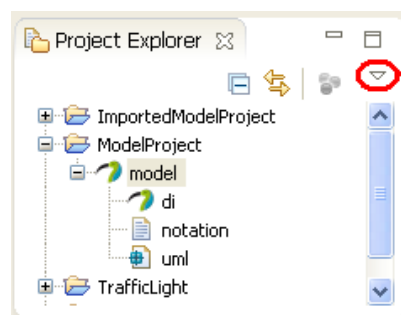 Project Explorer
ImportedModelProject
ModelProject
model
di
notation
uml
TrafficLight